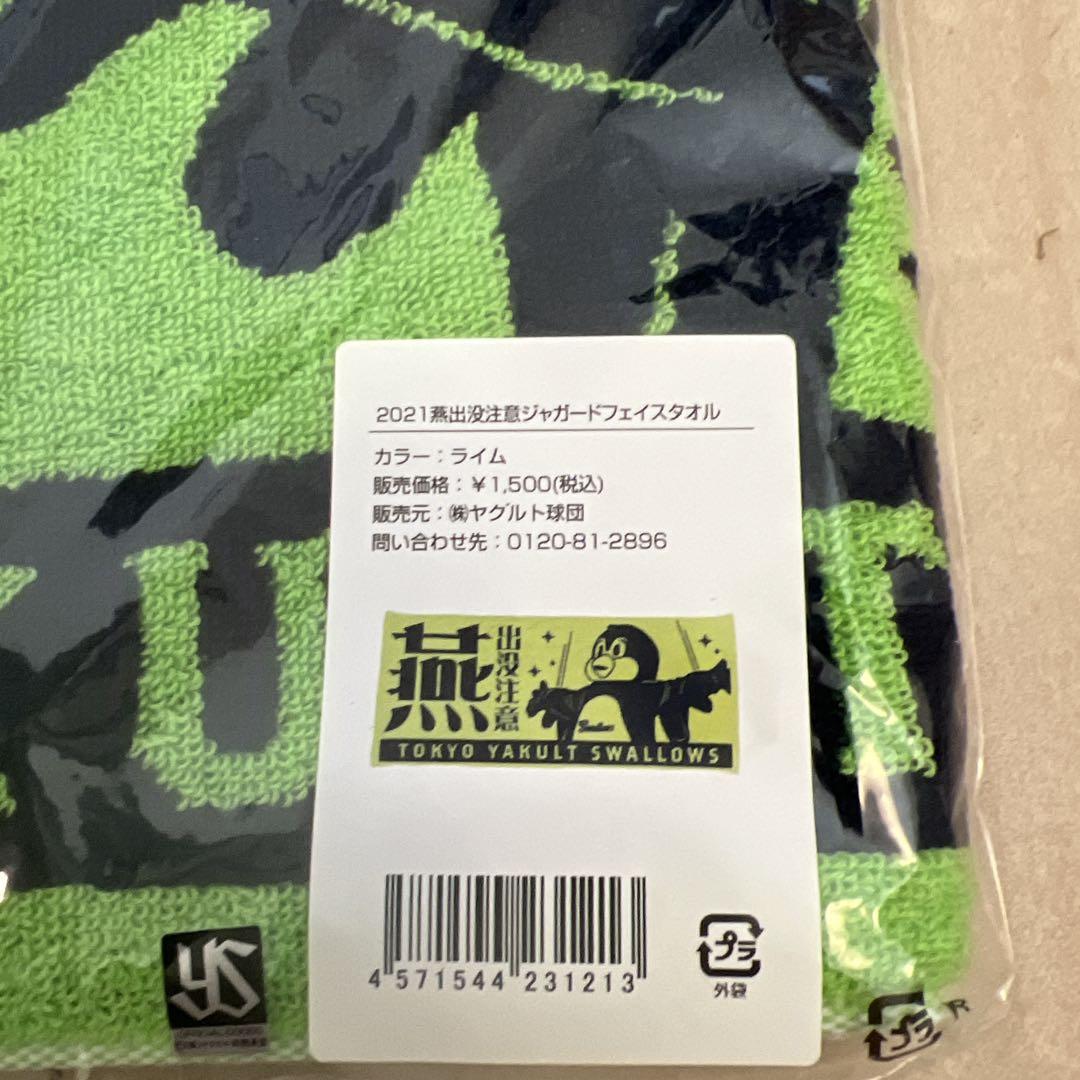 2021燕出没注意ジャガードフェイスタオル
カラー：ライム
販売価格：￥1,500(税込)
販売元：㈱ヤクルト球団
問い合わせ先：0120-81-2896
燕
出没注意
Swallows
TOKYO YAKULT SWALLOWS
4 571544 231213
プラ
外袋
YS
プラ
R
U